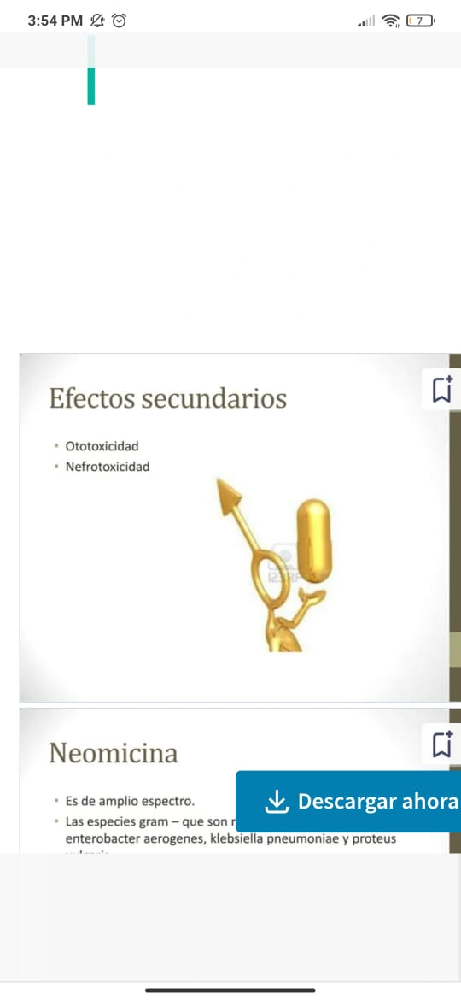 3:54 PM
7
Efectos secundarios
• Ototoxicidad
• Nefrotoxicidad
123RF
Neomicina
• Es de amplio espectro.
• Las especies gram – que son
enterobacter aerogenes, klebsiella pneumoniae y proteus
Descargar ahora